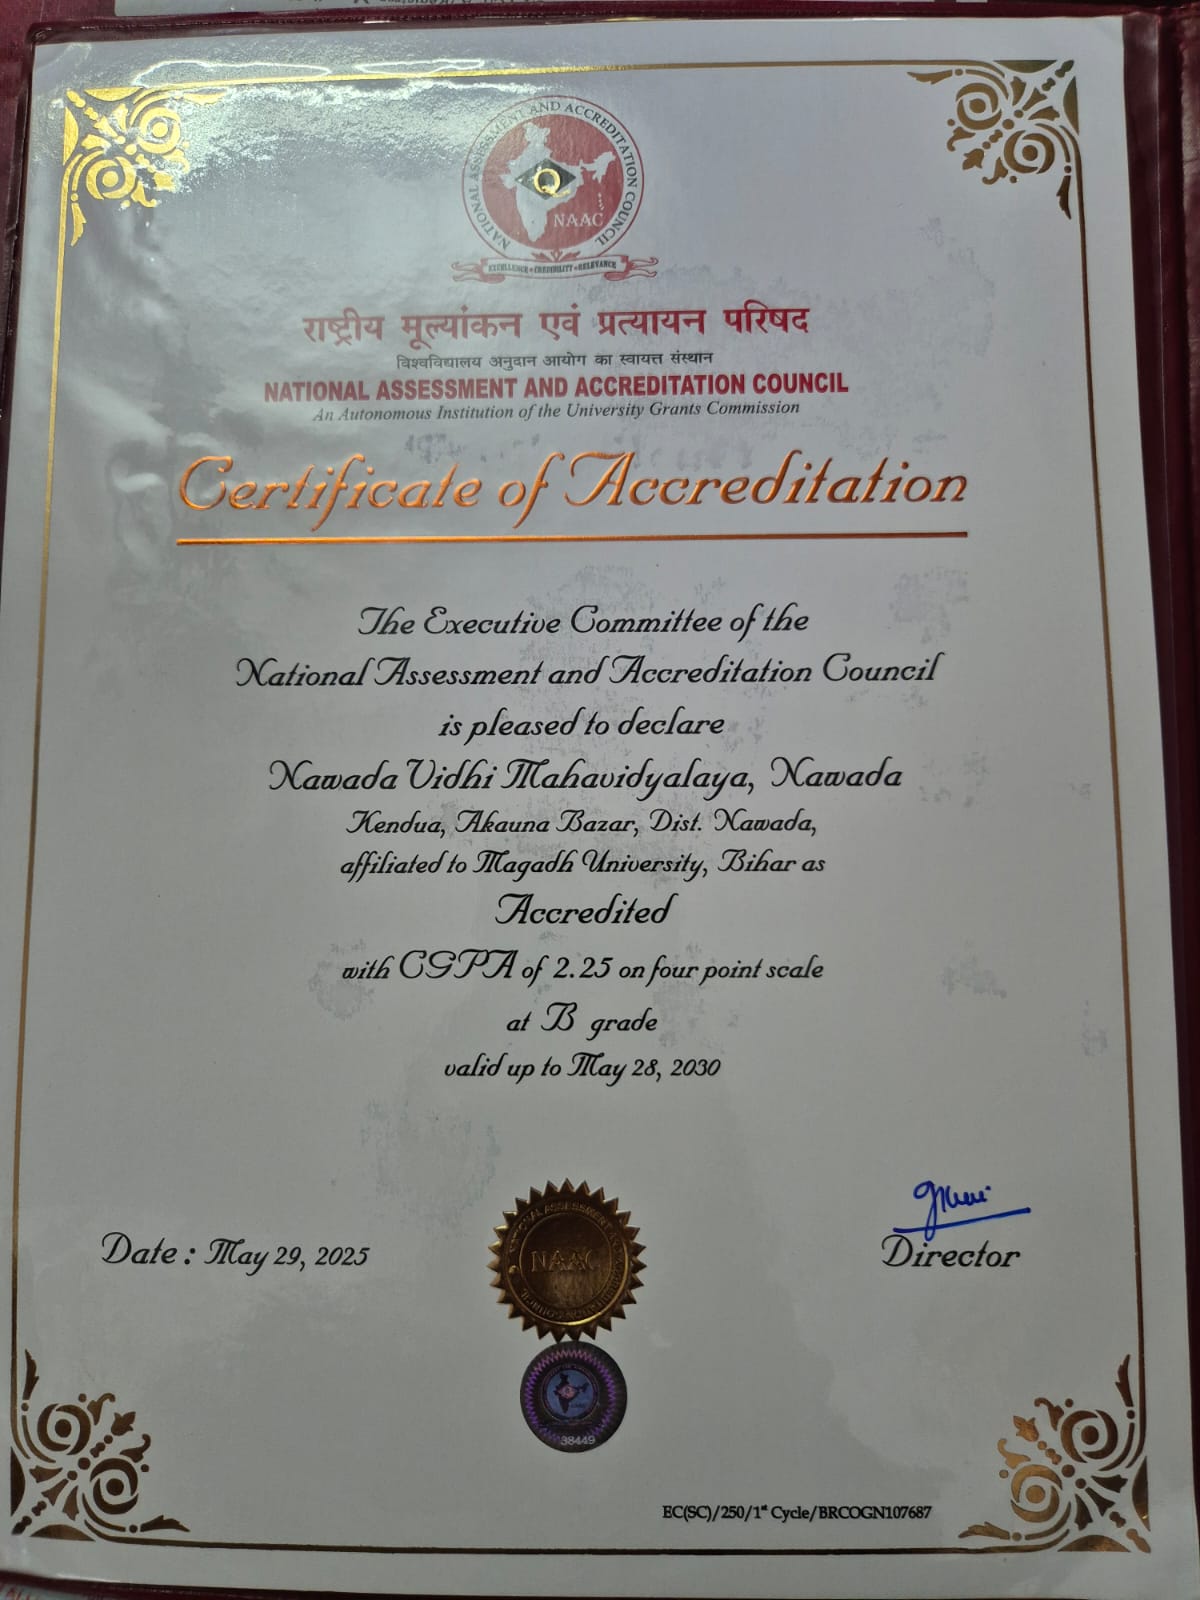 NATIONAL ASSESSMENT AND ACCREDITATION COUNCIL
Q
NAAC
EXCELLENCE • CREDIBILITY • RELEVANCE
राष्ट्रीय मूल्यांकन एवं प्रत्यायन परिषद
विश्वविद्यालय अनुदान आयोग का स्वायत्त संस्थान
NATIONAL ASSESSMENT AND ACCREDITATION COUNCIL
An Autonomous Institution of the University Grants Commission
Certificate of Accreditation
The Executive Committee of the
National Assessment and Accreditation Council
is pleased to declare
Nawada Vidhi Mahavidyalaya, Nawada
Kendua, Akauna Bazar, Dist. Nawada,
affiliated to Magadh University, Bihar as
Accredited
with CGPA of 2.25 on four point scale
at B grade
valid up to May 28, 2030
Date : May 29, 2025
Director
NATIONAL ASSESSMENT AND ACCREDITATION COUNCIL
NAAC
38449
EC(SC)/250/1st Cycle/BRCOGN107687